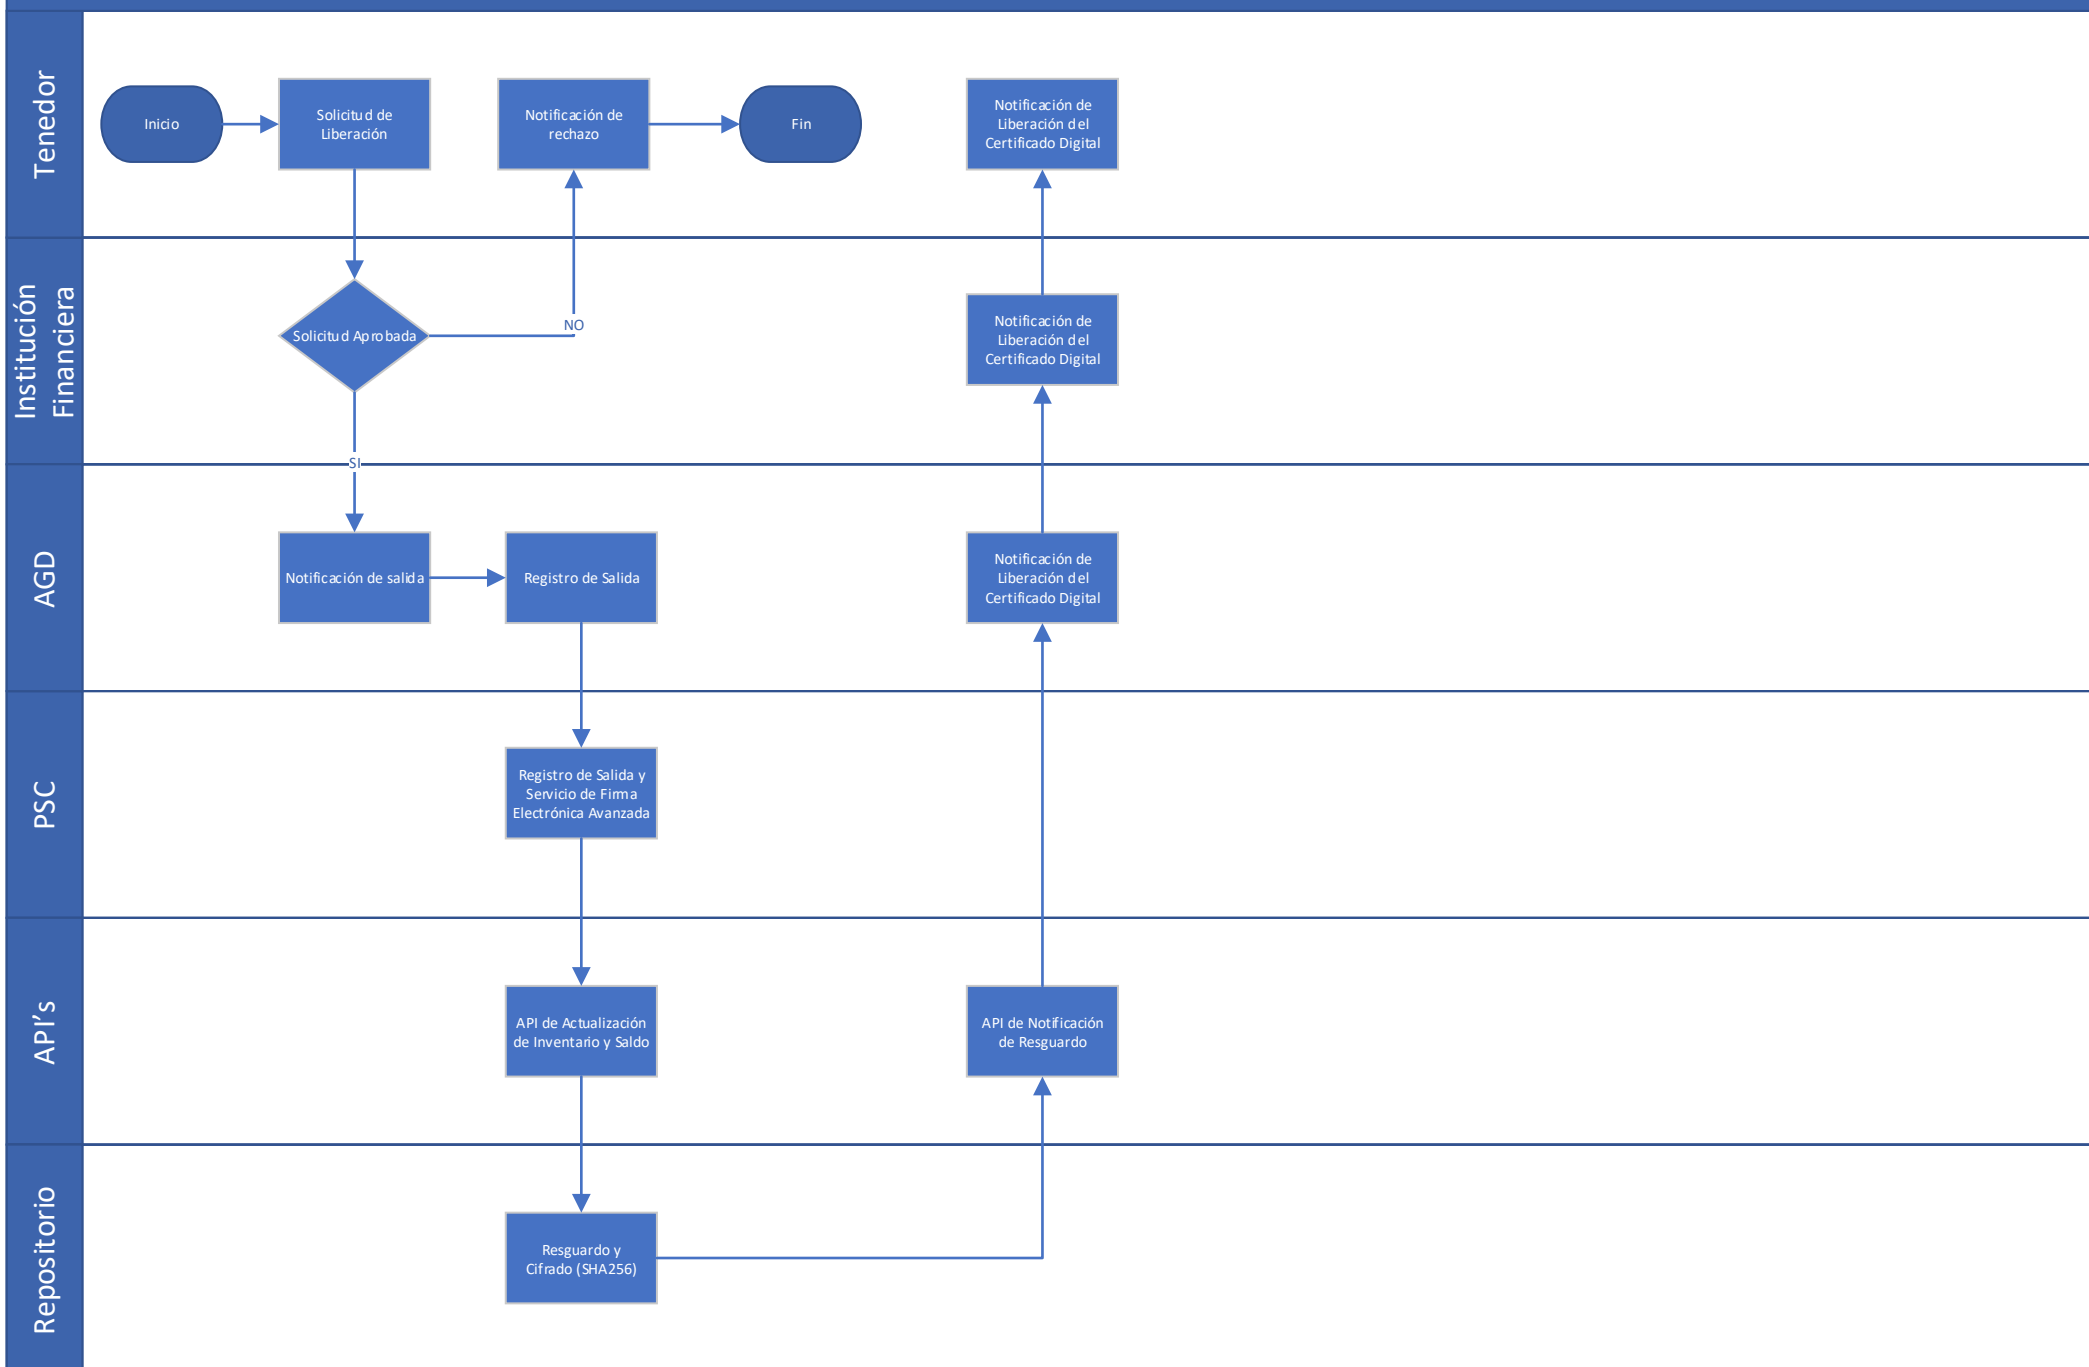 Tenedor
Inicio
Solicitud de
Liberación
Notificación de
rechazo
Fin
Notificación de
Liberación del
Certificado Digital
Institución
Financiera
Solicitud Aprobada
NO
Notificación de
Liberación del
Certificado Digital
SI
AGD
Notificación de salida
Registro de Salida
Notificación de
Liberación del
Certificado Digital
PSC
Registro de Salida y
Servicio de Firma
Electrónica Avanzada
API's
API de Actualización
de Inventario y Saldo
API de Notificación
de Resguardo
Repositorio
Resguardo y
Cifrado (SHA256)